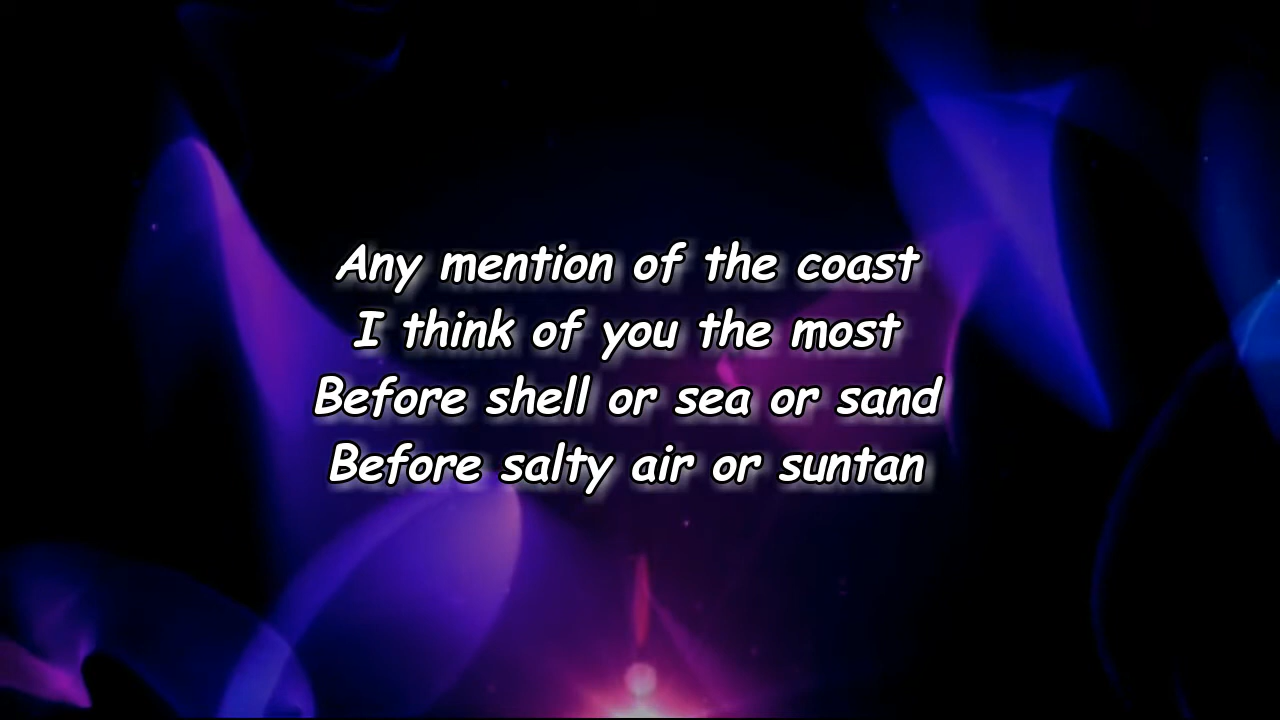 Any mention of the coast
I think of you the most
Before shell or sea or sand
Before salty air or suntan